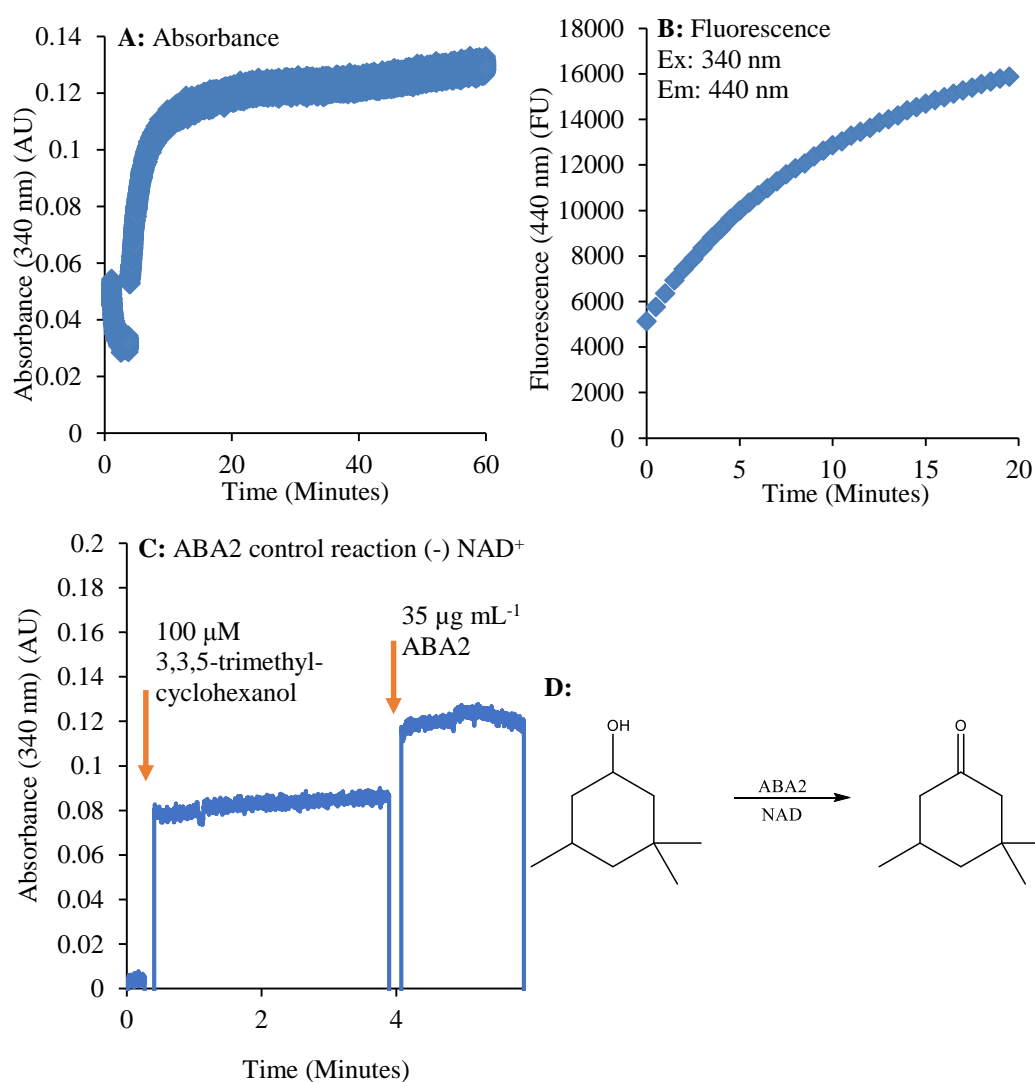 A: Absorbance
Absorbance (340 nm) (AU)
0.14
0.12
0.1
0.08
0.06
0.04
0.02
0
0 20 40 60
Time (Minutes)
B: Fluorescence
Ex: 340 nm
Em: 440 nm
Fluorescence (440 nm) (FU)
18000
16000
14000
12000
10000
8000
6000
4000
2000
0
0 5 10 15 20
Time (Minutes)
C: ABA2 control reaction (-) NAD⁺
Absorbance (340 nm) (AU)
0.2
0.18
0.16
0.14
0.12
0.1
0.08
0.06
0.04
0.02
0
100 μM
3,3,5-trimethyl-
cyclohexanol
35 μg mL⁻¹
ABA2
0 2 4
Time (Minutes)
D:
OH
ABA2
NAD
O